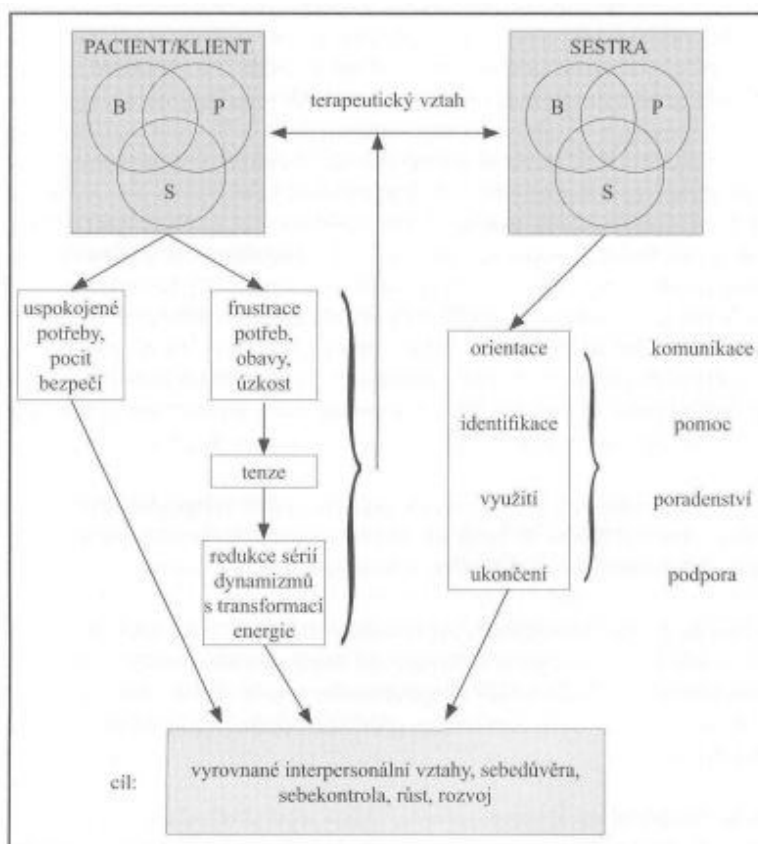 PACIENT/KLIENT
B
P
S
terapeutický vztah
SESTRA
B
P
S
uspokojené
potřeby,
pocit
bezpečí
frustrace
potřeb,
obavy,
úzkost
tenze
redukce sérií
dynamizmů
s transformací
energie
orientace
identifikace
využití
ukončení
komunikace
pomoc
poradenství
podpora
cíl:
vyrovnané interpersonální vztahy, sebedůvěra,
sebekontrola, růst, rozvoj